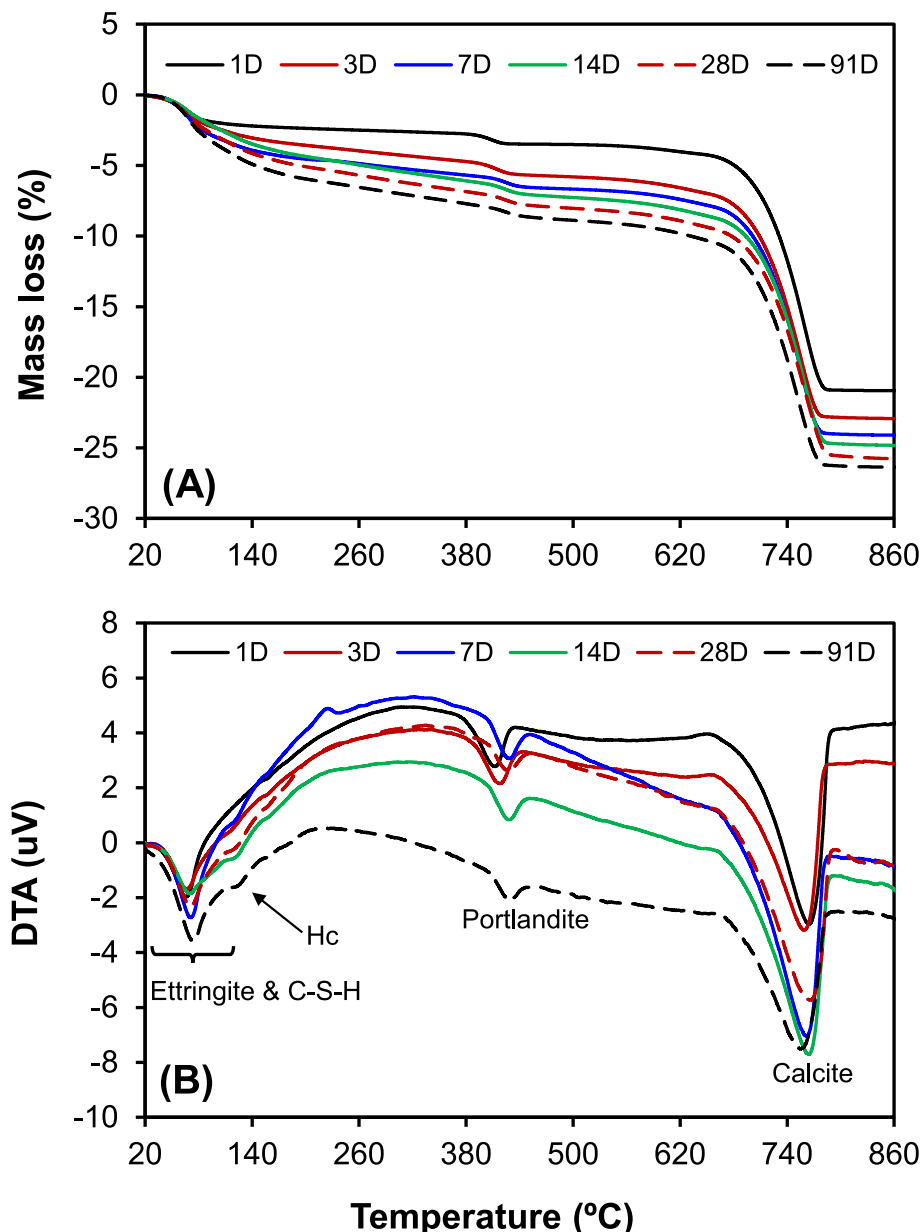 5
1D 3D 7D 14D 28D 91D
0
-5
-10
-15
-20
-25
-30
Mass loss (%)
(A)
20 140 260 380 500 620 740 860
8
1D 3D 7D 14D 28D 91D
6
4
2
0
-2
-4
-6
-8
-10
DTA (uV)
Hc
Portlandite
Ettringite & C-S-H
Calcite
(B)
20 140 260 380 500 620 740 860
Temperature (ºC)